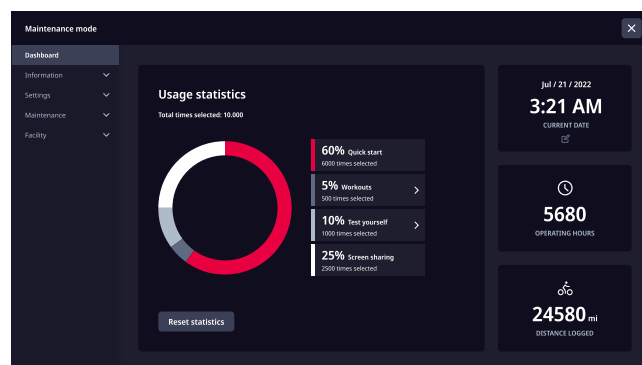 Maintenance mode
Dashboard
Information
Settings
Maintenance
Facility
Usage statistics
Total times selected: 10.000
60% Quick start
6000 times selected
5% Workouts
500 times selected
10% Test yourself
1000 times selected
25% Screen sharing
2500 times selected
Reset statistics
Jul / 21 / 2022
3:21 AM
CURRENT DATE
5680
OPERATING HOURS
24580 mi
DISTANCE LOGGED